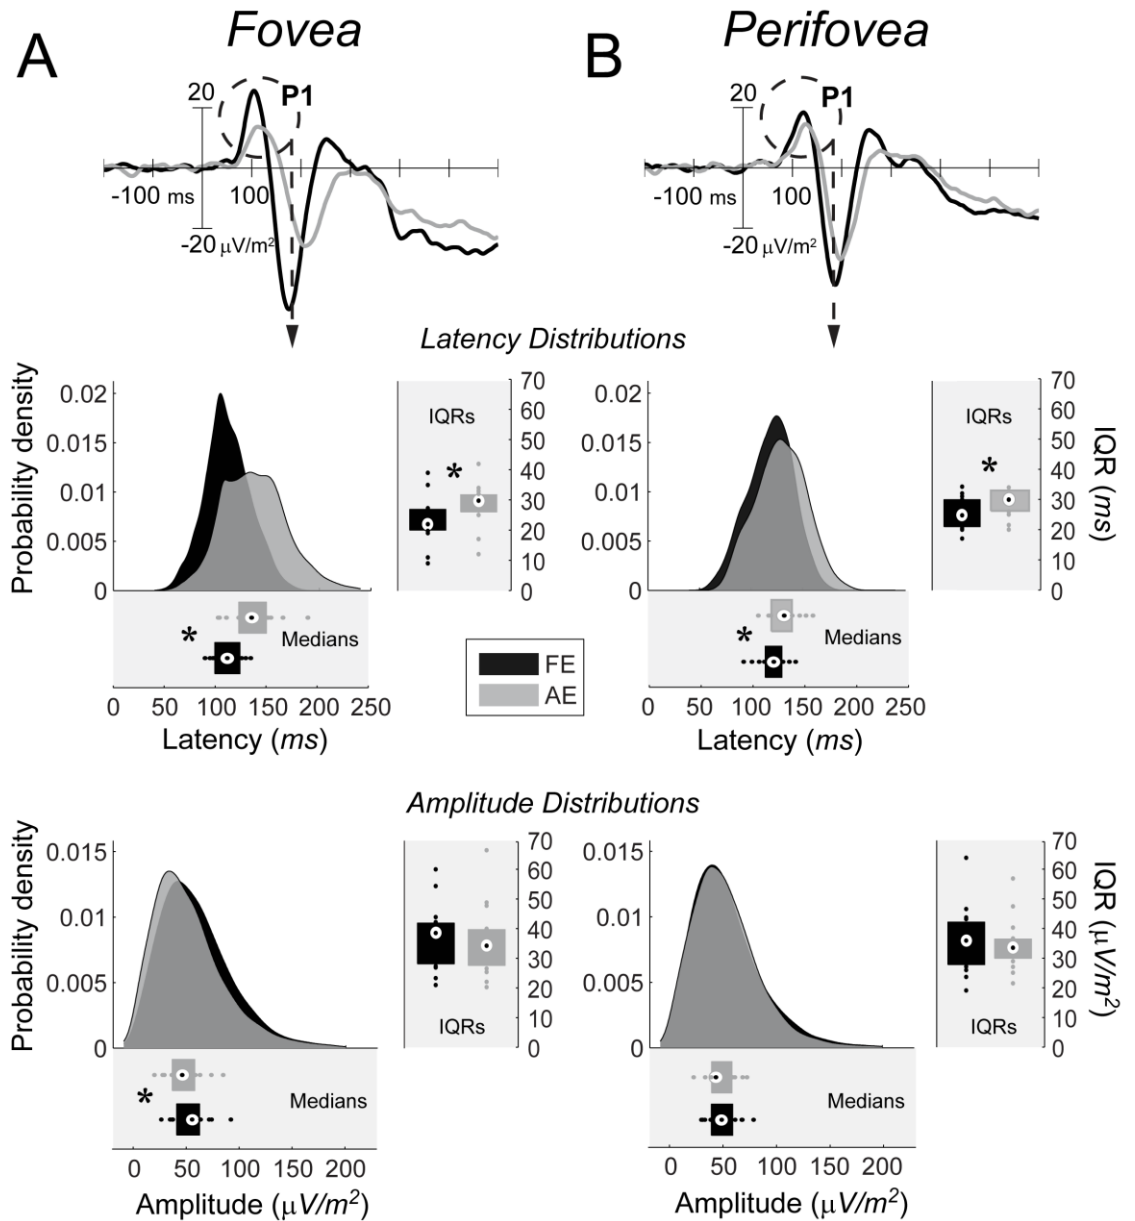 A
Fovea
B
Perifovea
20
P1
20
P1
-100 ms
100
-100 ms
100
-20 μV/m²
-20 μV/m²
Latency Distributions
Probability density
0.02
0.015
0.01
0.005
0
IQRs
*
70
60
50
40
30
20
10
0
0.02
0.015
0.01
0.005
0
IQRs
*
70
60
50
40
30
20
10
0
IQR (ms)
*
Medians
*
Medians
FE
AE
0 50 100 150 200 250
Latency (ms)
0 50 100 150 200 250
Latency (ms)
Amplitude Distributions
Probability density
0.015
0.01
0.005
0
70
60
50
40
30
20
10
0
IQRs
0.015
0.01
0.005
0
70
60
50
40
30
20
10
0
IQRs
IQR (μV/m²)
*
Medians
Medians
0 50 100 150 200
Amplitude (μV/m²)
0 50 100 150 200
Amplitude (μV/m²)